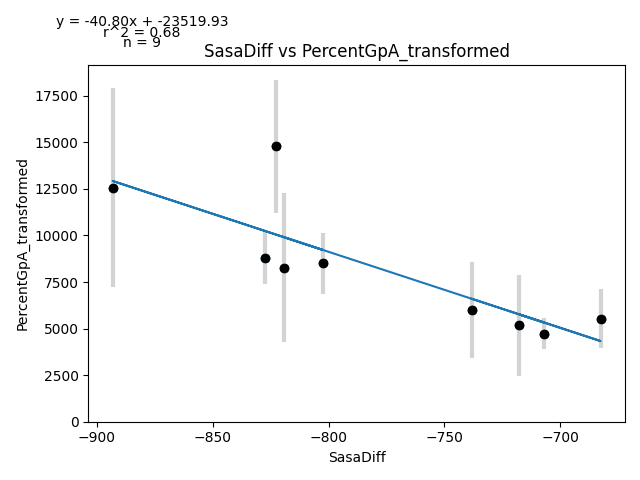 y = -40.80x + -23519.93
r^2 = 0.68
n = 9
SasaDiff vs PercentGpA_transformed
PercentGpA_transformed
17500
15000
12500
10000
7500
5000
2500
0
−900
−850
−800
−750
−700
SasaDiff